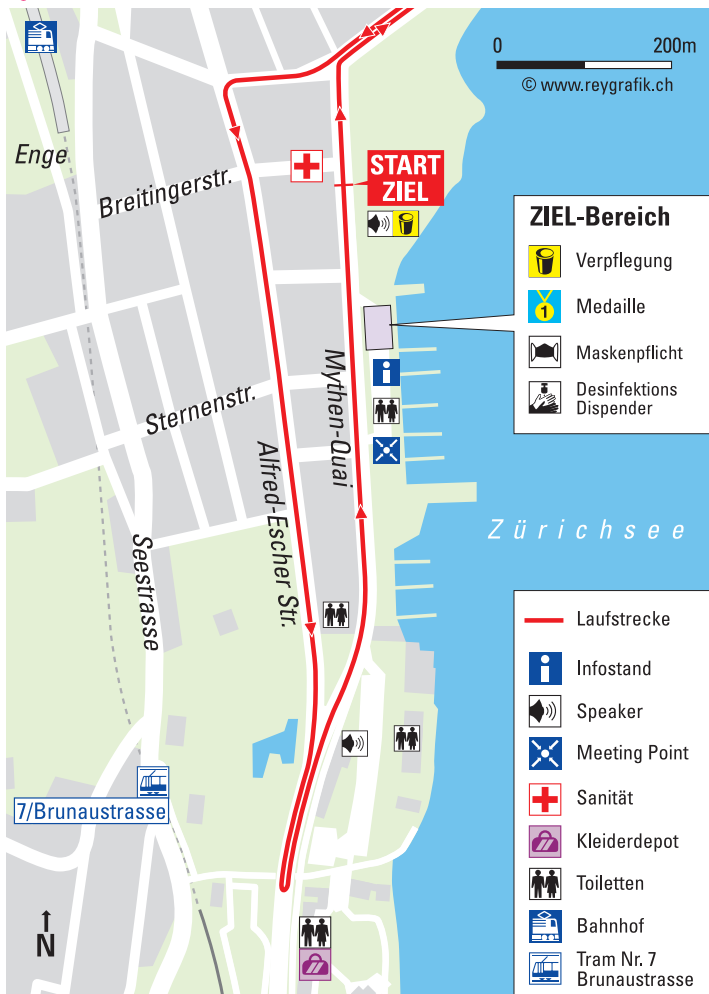 0 200m
© www.reygrafik.ch
Enge
Breitingerstr.
START
ZIEL
ZIEL-Bereich
Verpflegung
1
Medaille
Maskenpflicht
Desinfektions
Dispender
Mythen-Quai
Sternenstr.
Alfred-Escher Str.
Seestrasse
Zürichsee
7/Brunaustrasse
N
Laufstrecke
i
Infostand
Speaker
Meeting Point
Sanität
Kleiderdepot
Toiletten
Bahnhof
Tram Nr. 7
Brunaustrasse